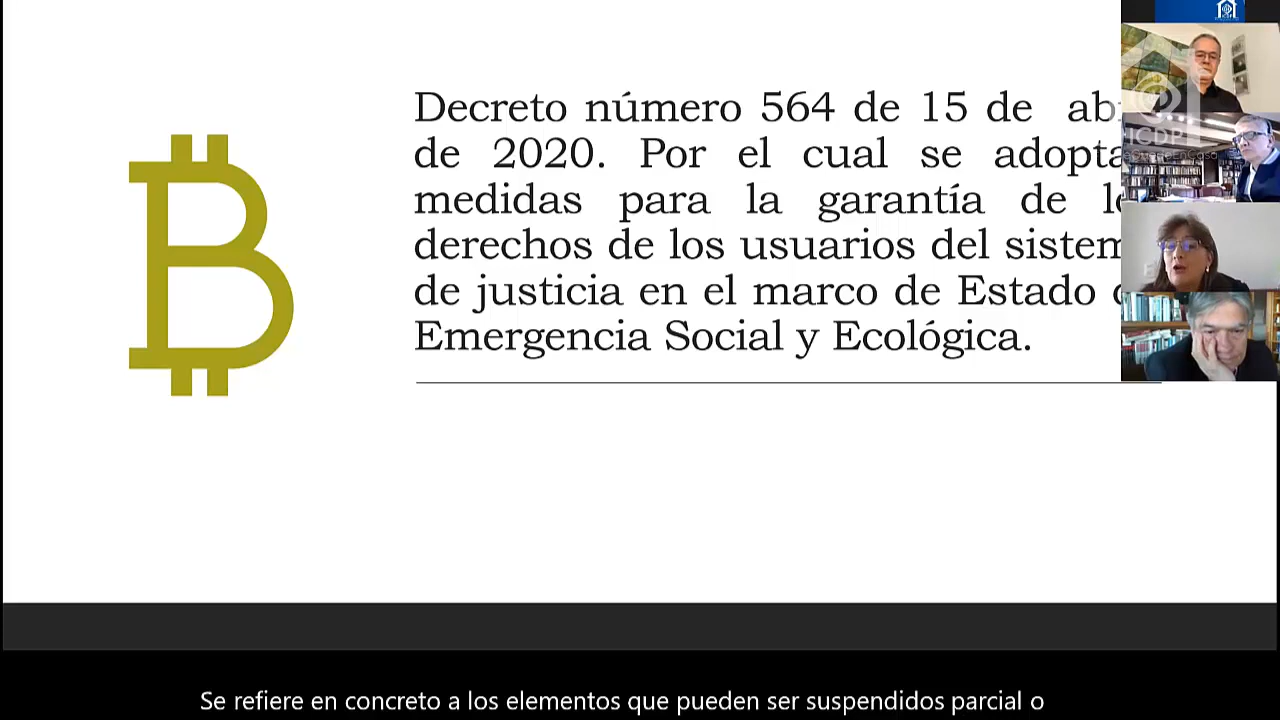 Decreto número 564 de 15 de
de 2020. Por el cual se
medidas para la garantía de
derechos de los usuarios del
de justicia en el marco de Estado
Emergencia Social y Ecológica.
ICDP
Se refiere en concreto a los elementos que pueden ser suspendidos parcial o